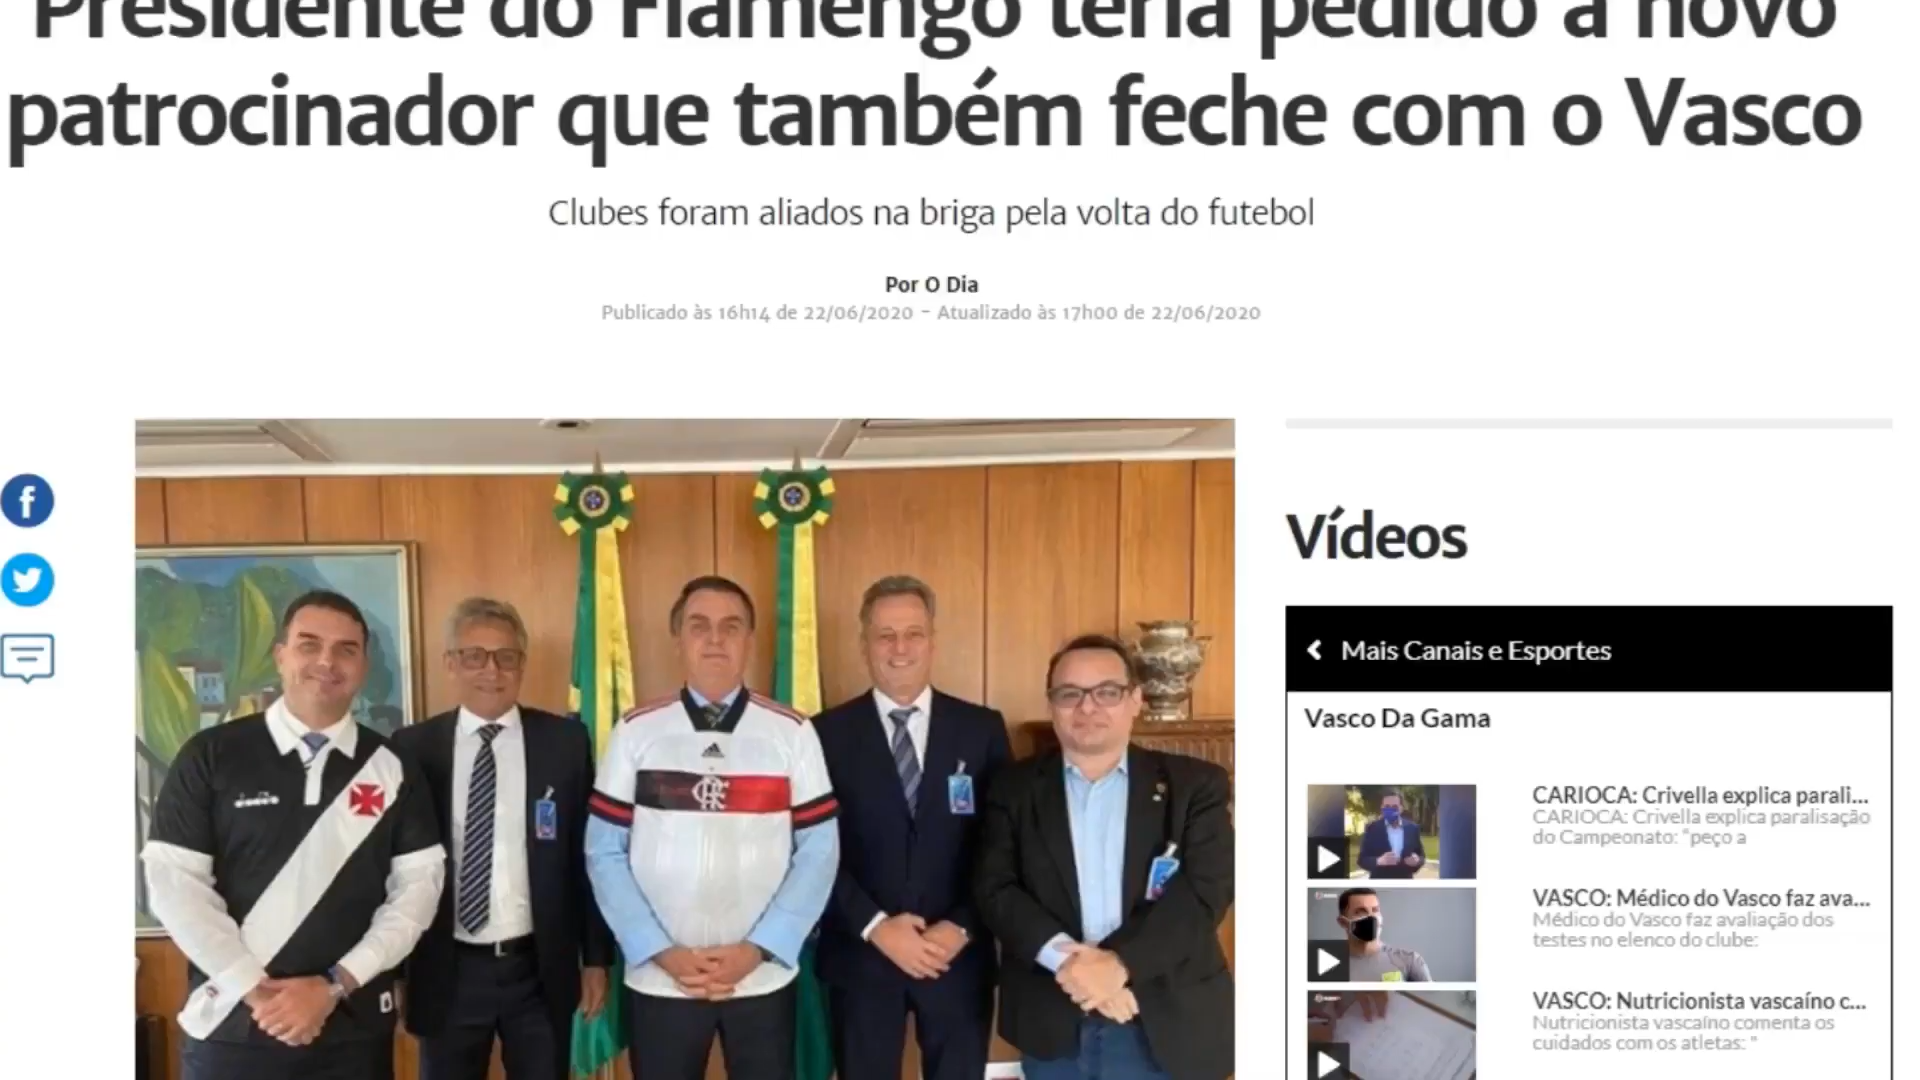 Presidente do Flamengo teria pedido a novo
patrocinador que também feche com o Vasco
Clubes foram aliados na briga pela volta do futebol
Por O Dia
Publicado às 16h14 de 22/06/2020 - Atualizado às 17h00 de 22/06/2020
Vídeos
Mais Canais e Esportes
Vasco Da Gama
CARIOCA: Crivella explica parali...
CARIOCA: Crivella explica paralisação
do Campeonato: "peço a
VASCO: Médico do Vasco faz ava...
Médico do Vasco faz avaliação dos
testes no elenco do clube:
VASCO: Nutricionista vascaíno c...
Nutricionista vascaíno comenta os
cuidados com os atletas: "